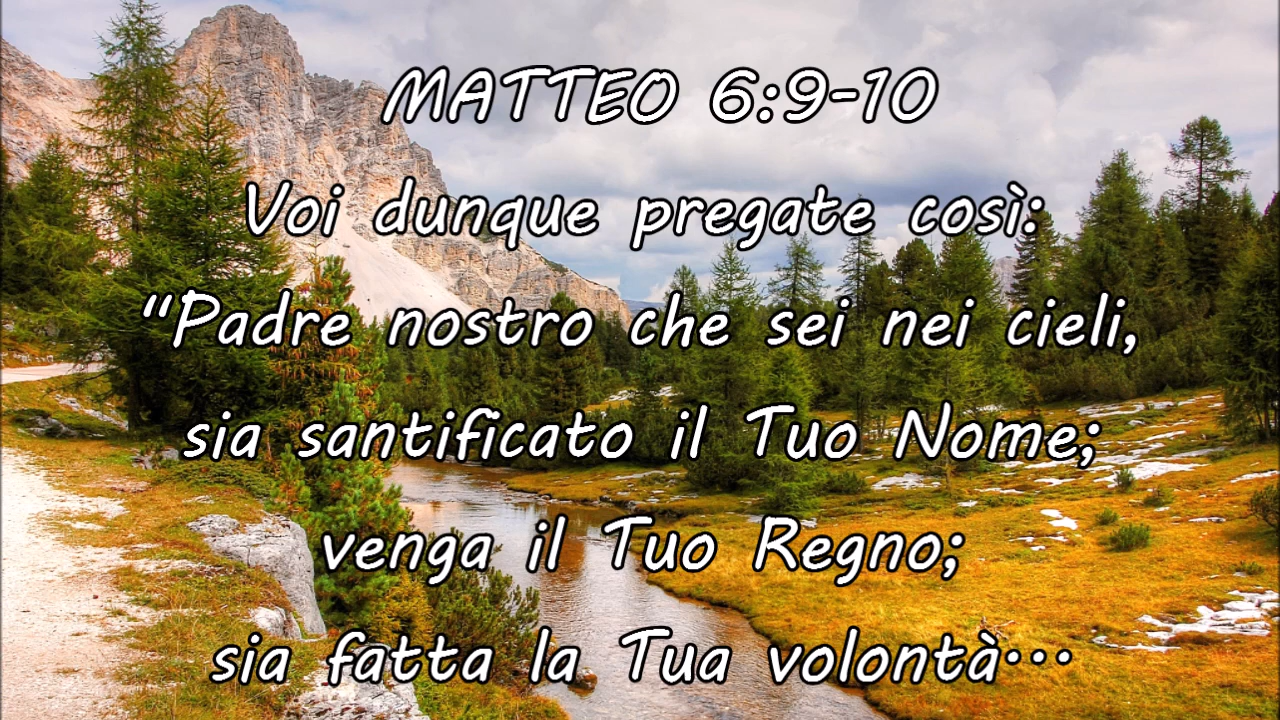 MATTEO 6:9-10
Voi dunque pregate così:
“Padre nostro che sei nei cieli,
sia santificato il Tuo Nome;
venga il Tuo Regno;
sia fatta la Tua volontà...